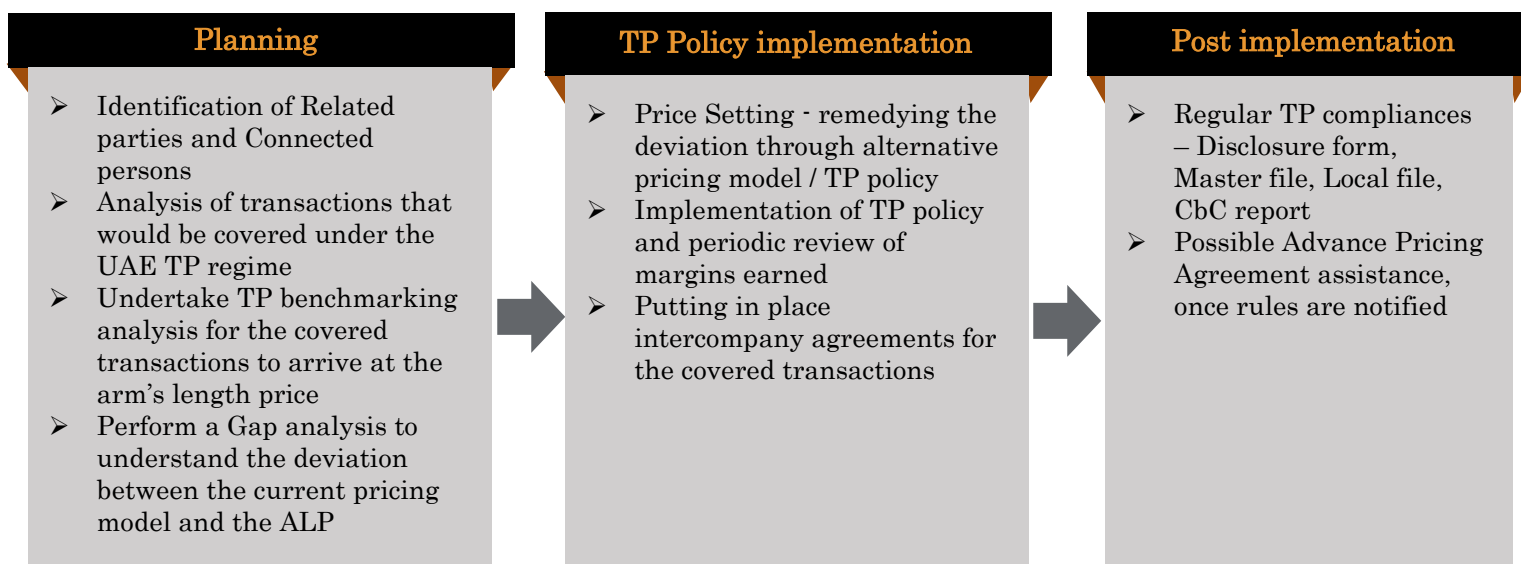 Planning
➢ Identification of Related
parties and Connected
persons
➢ Analysis of transactions that
would be covered under the
UAE TP regime
➢ Undertake TP benchmarking
analysis for the covered
transactions to arrive at the
arm’s length price
➢ Perform a Gap analysis to
understand the deviation
between the current pricing
model and the ALP
TP Policy implementation
➢ Price Setting - remedying the
deviation through alternative
pricing model / TP policy
➢ Implementation of TP policy
and periodic review of
margins earned
➢ Putting in place
intercompany agreements for
the covered transactions
Post implementation
➢ Regular TP compliances
– Disclosure form,
Master file, Local file,
CbC report
➢ Possible Advance Pricing
Agreement assistance,
once rules are notified